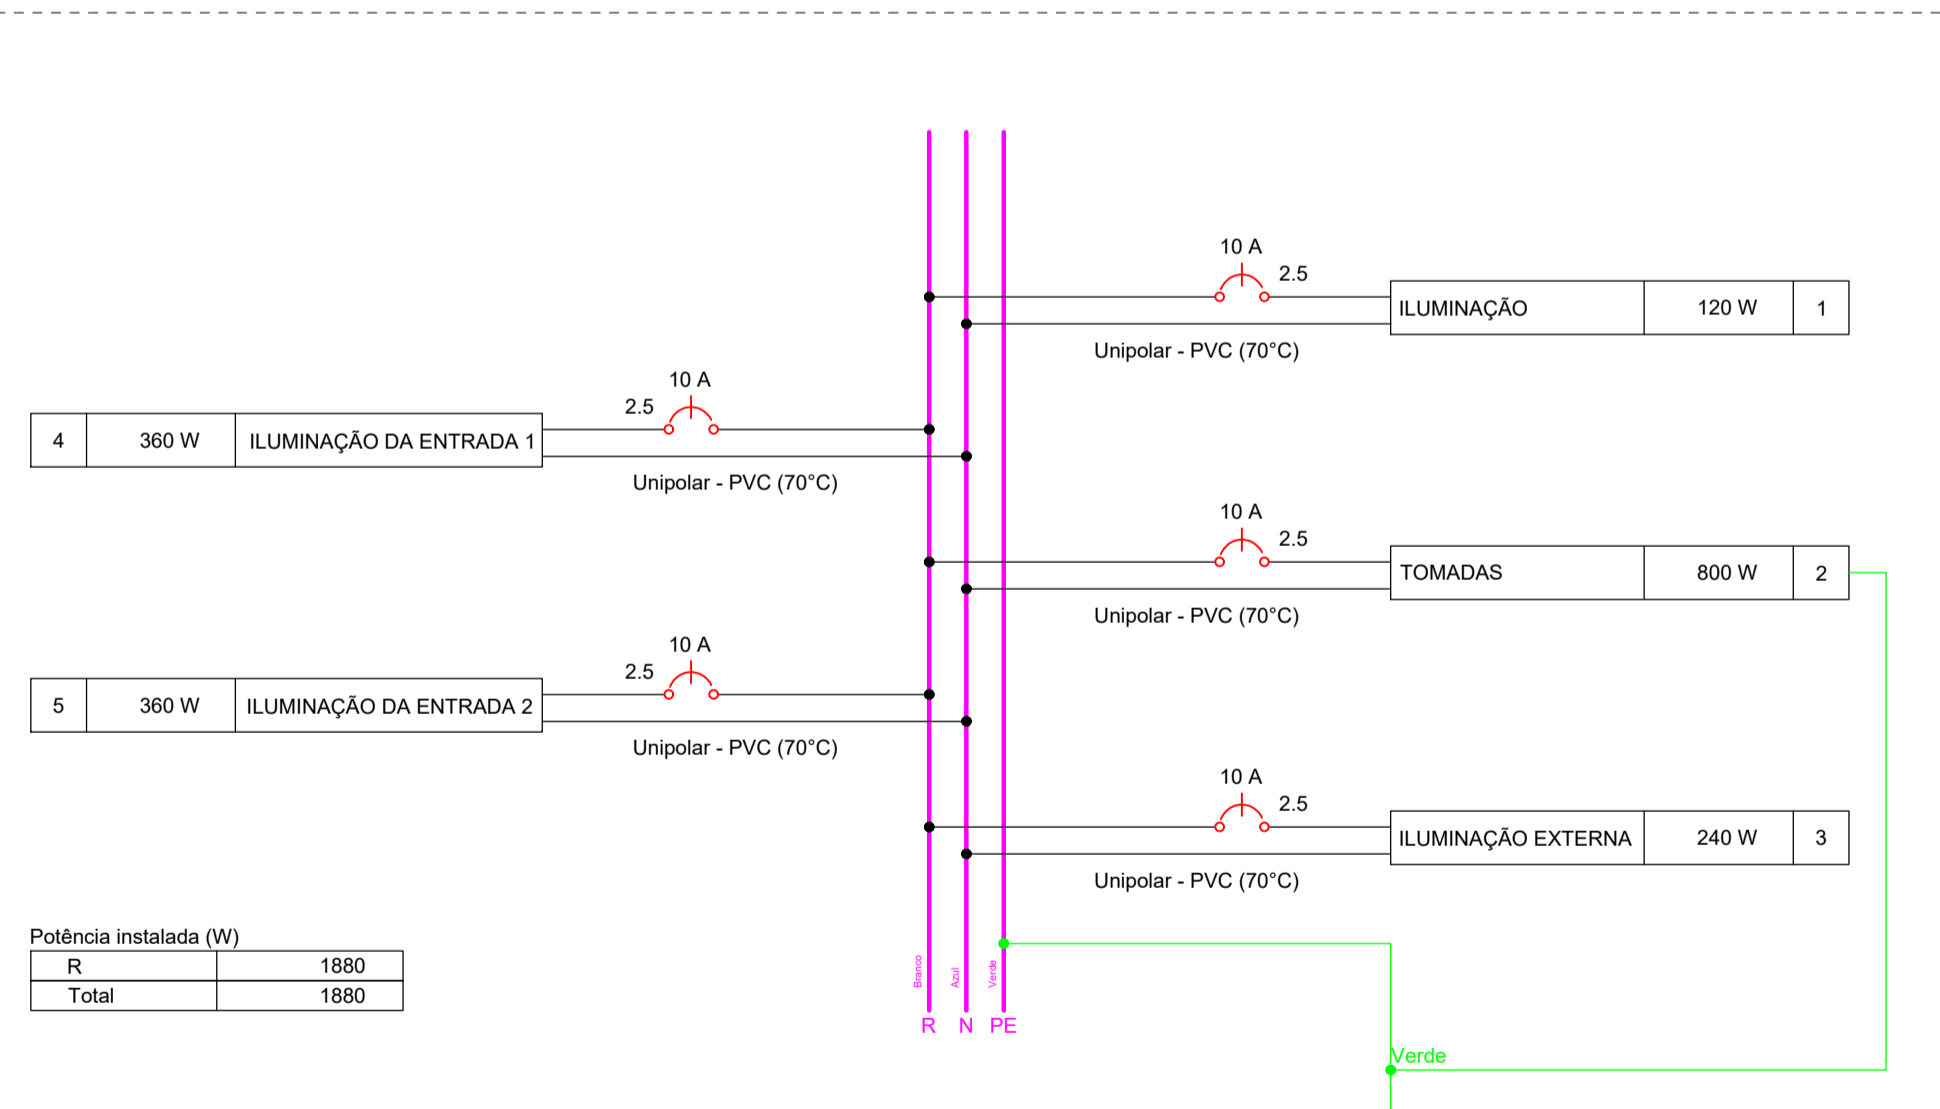 10 A
2.5
ILUMINAÇÃO 120 W 1
Unipolar - PVC (70°C)
10 A
2.5
4 360 W ILUMINAÇÃO DA ENTRADA 1
Unipolar - PVC (70°C)
10 A
2.5
TOMADAS 800 W 2
Unipolar - PVC (70°C)
10 A
2.5
5 360 W ILUMINAÇÃO DA ENTRADA 2
Unipolar - PVC (70°C)
10 A
2.5
ILUMINAÇÃO EXTERNA 240 W 3
Unipolar - PVC (70°C)
Potência instalada (W)
R 1880
Total 1880
Branco
Azul
Verde
R N PE
Verde